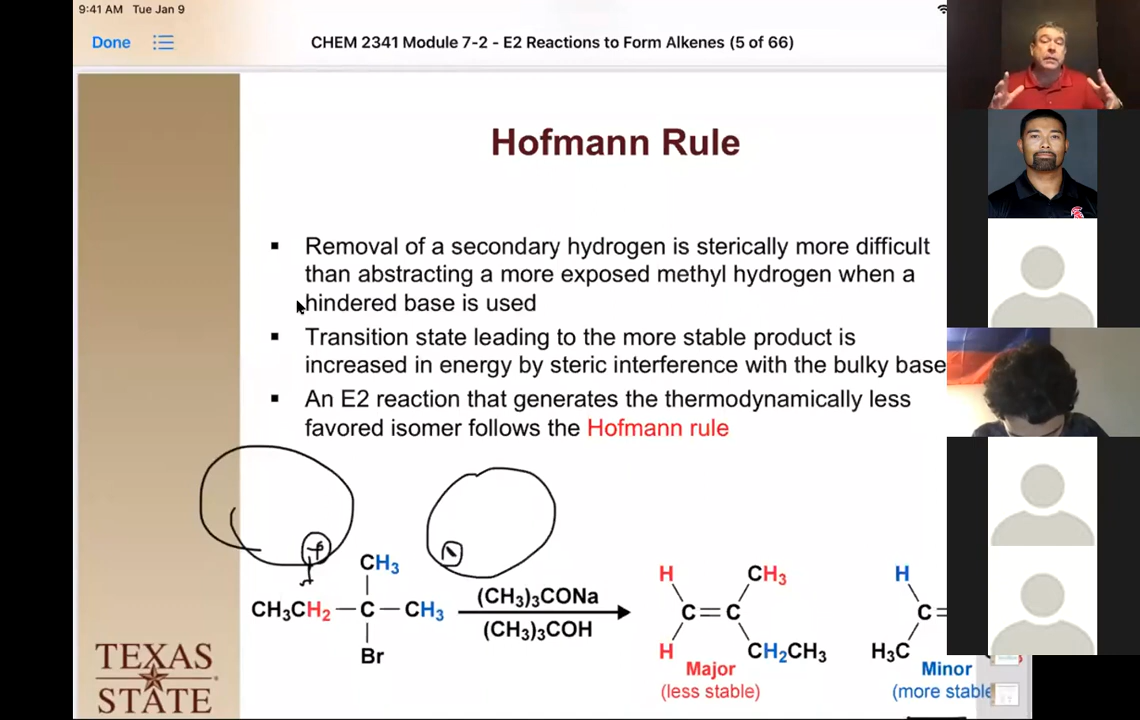 9:41 AM Tue Jan 9
Done
CHEM 2341 Module 7-2 - E2 Reactions to Form Alkenes (5 of 66)
Hofmann Rule
▪ Removal of a secondary hydrogen is sterically more difficult
than abstracting a more exposed methyl hydrogen when a
hindered base is used
▪ Transition state leading to the more stable product is
increased in energy by steric interference with the bulky base
▪ An E2 reaction that generates the thermodynamically less
favored isomer follows the Hofmann rule
CH₃
CH₃CH₂—C—CH₃
Br
(CH₃)₃CONa
(CH₃)₃COH
H CH₃
C=C
H CH₂CH₃
Major
(less stable)
H
C=
H₃C
Minor
(more stable
TEXAS
STATE